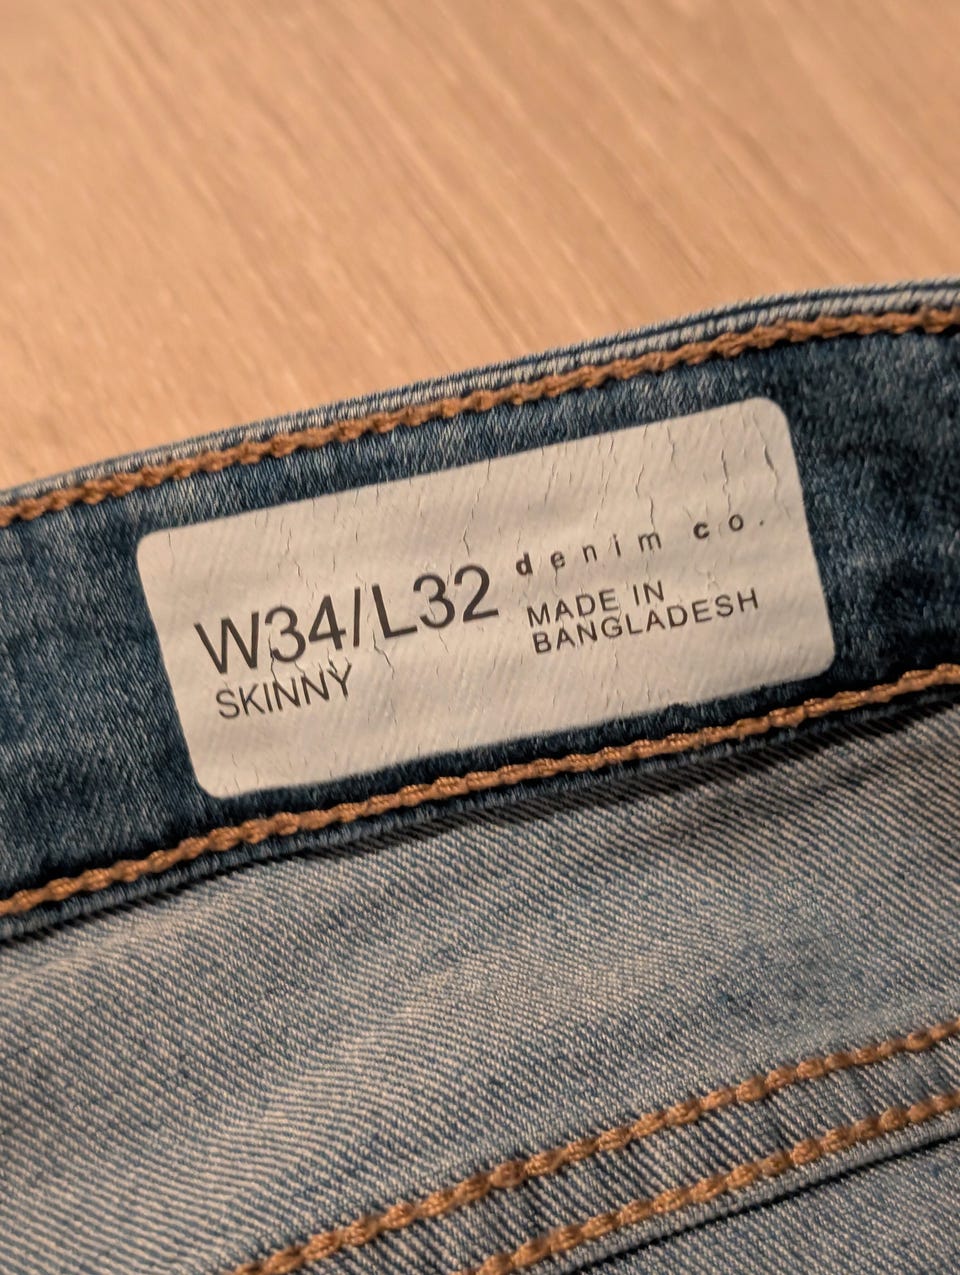 W34/L32
SKINNY
denim co.
MADE IN
BANGLADESH